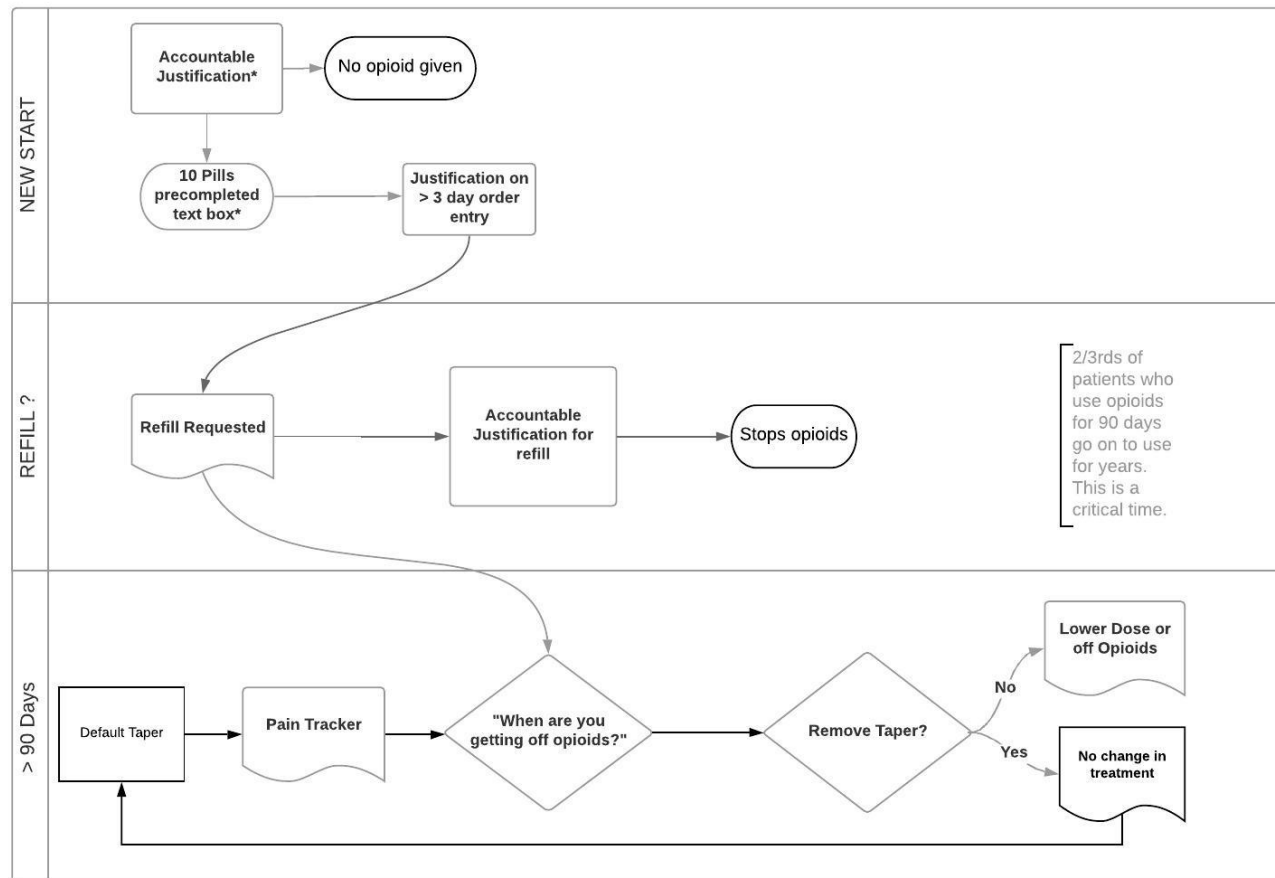 NEW START
Accountable
Justification*
No opioid given
10 Pills
precompleted
text box*
Justification on
> 3 day order
entry
REFILL ?
Refill Requested
Accountable
Justification for
refill
Stops opioids
2/3rds of
patients who
use opioids
for 90 days
go on to use
for years.
This is a
critical time.
> 90 Days
Default Taper
Pain Tracker
"When are you
getting off opioids?"
Remove Taper?
No
Lower Dose or
off Opioids
Yes
No change in
treatment